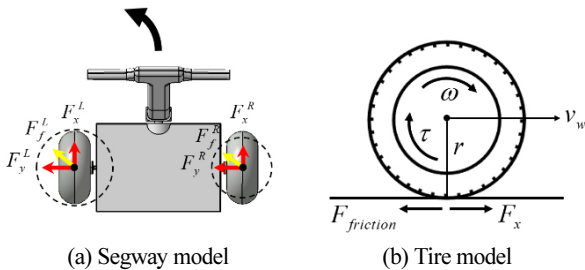 F_x^L
F_f^L
F_y^L
F_x^R
F_f^R
F_y^R
ω
τ
r
v_w
F_friction
F_x
(a) Segway model
(b) Tire model